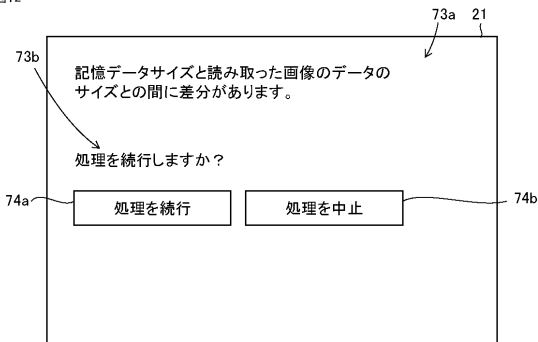 73a
21
73b
記憶データサイズと読み取った画像のデータの
サイズとの間に差分があります。
処理を続行しますか？
74a
処理を続行
処理を中止
74b